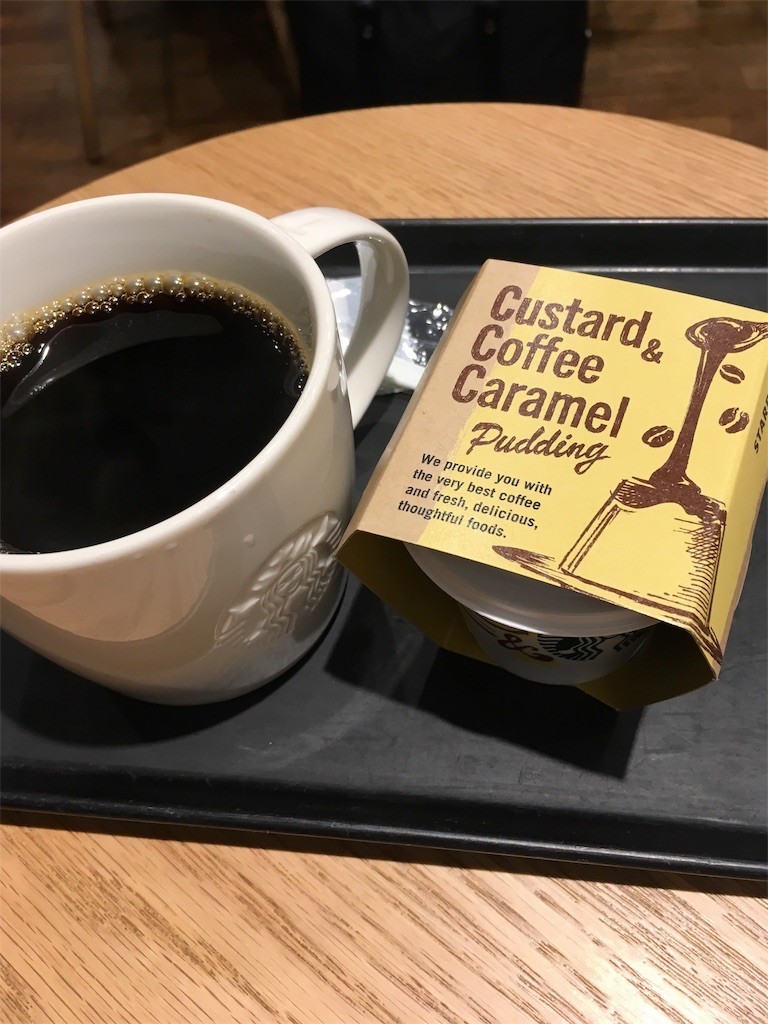 Custard &
Coffee
Caramel
Pudding
We provide you with
the very best coffee
and fresh, delicious,
thoughtful foods.